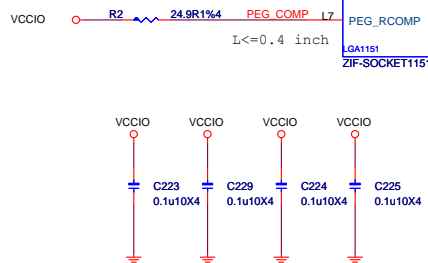 VCCIO R2 24.9R1%4 PEG_COMP L7 PEG_RCOMP
L<=0.4 inch
LGA1151
ZIF-SOCKET1151
VCCIO VCCIO VCCIO VCCIO
C223 C229 C224 C225
0.1u10X4 0.1u10X4 0.1u10X4 0.1u10X4